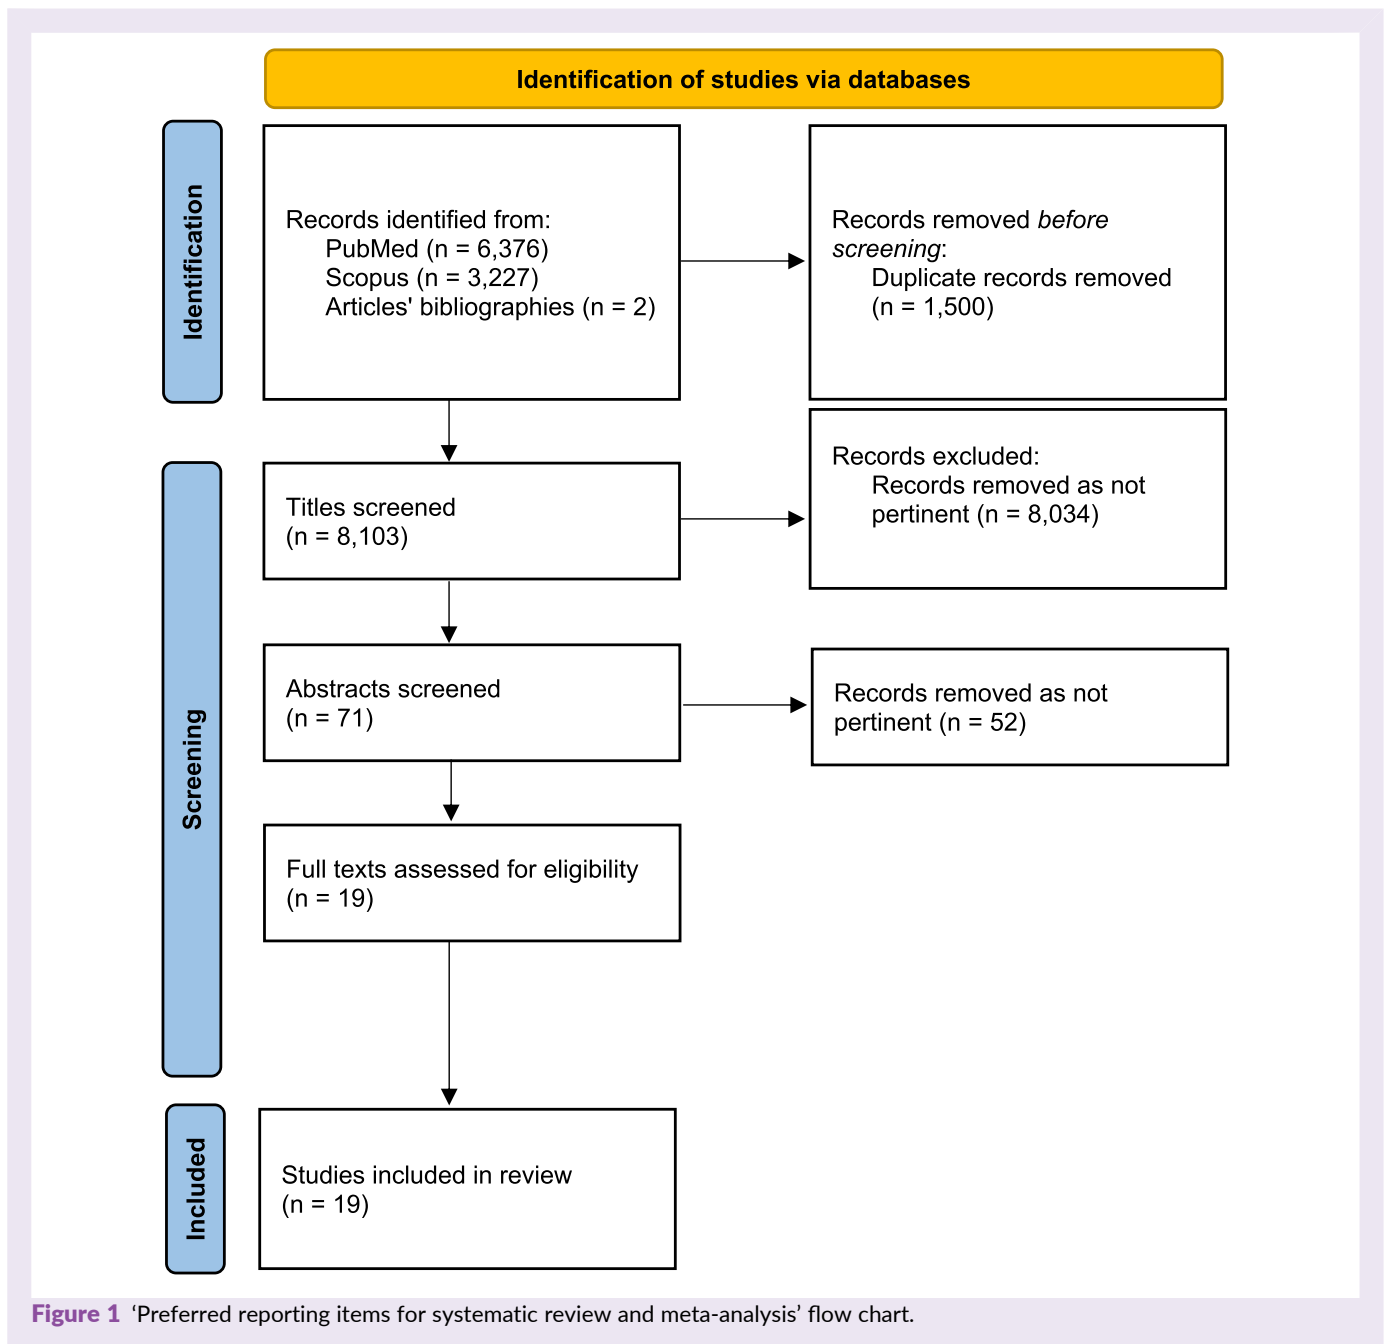 Identification of studies via databases
Identification
Records identified from:
PubMed (n = 6,376)
Scopus (n = 3,227)
Articles' bibliographies (n = 2)
Records removed before
screening:
Duplicate records removed
(n = 1,500)
Screening
Titles screened
(n = 8,103)
Records excluded:
Records removed as not
pertinent (n = 8,034)
Abstracts screened
(n = 71)
Records removed as not
pertinent (n = 52)
Full texts assessed for eligibility
(n = 19)
Included
Studies included in review
(n = 19)
Figure 1 ‘Preferred reporting items for systematic review and meta-analysis’ flow chart.